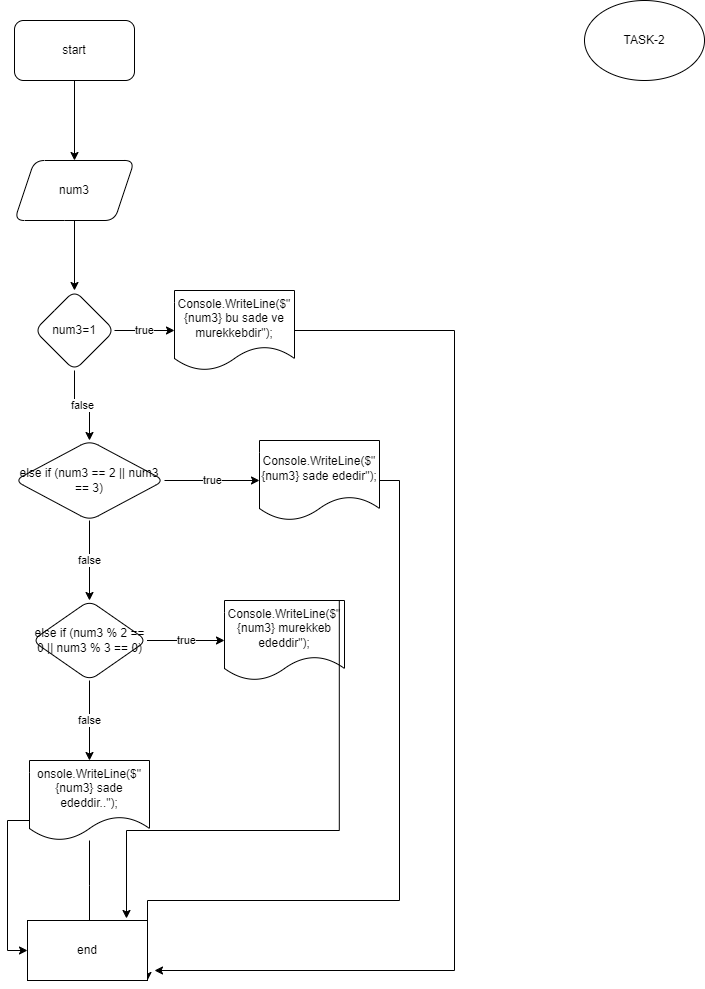 start
TASK-2
num3
num3=1
true
Console.WriteLine($"
{num3} bu sade ve
murekkebdir");
false
else if (num3 == 2 || num3
== 3)
true
Console.WriteLine($"
{num3} sade ededir");
false
else if (num3 % 2 ==
0 || num3 % 3 == 0)
true
Console.WriteLine($"
{num3} murekkeb
ededdir");
false
onsole.WriteLine($"
{num3} sade
ededdir..");
end